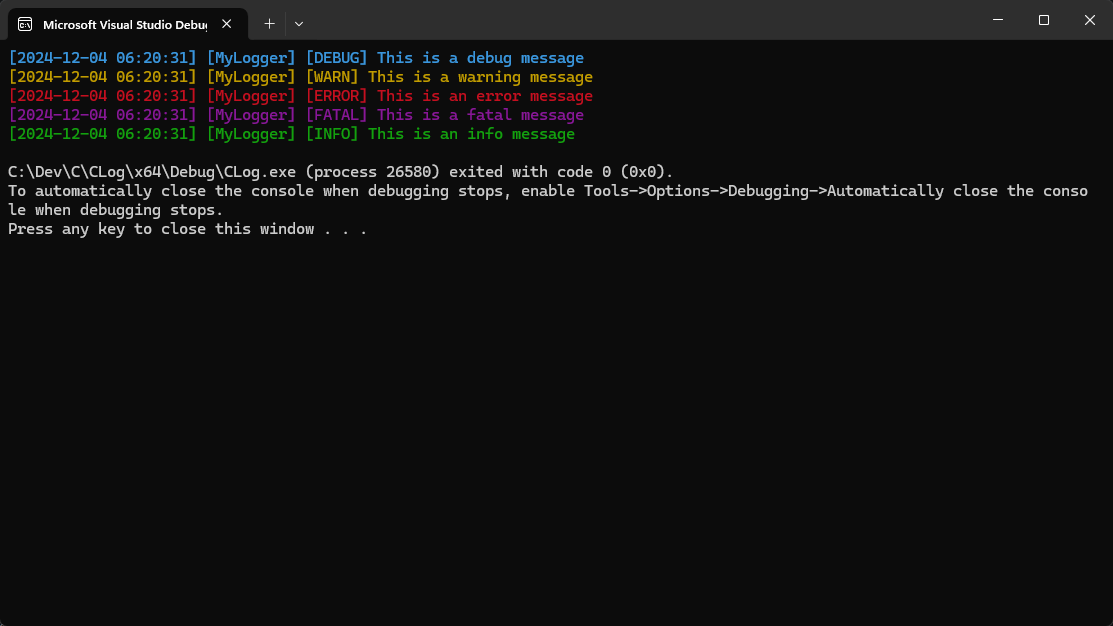 Microsoft Visual Studio Debu
[2024-12-04 06:20:31] [MyLogger] [DEBUG] This is a debug message
[2024-12-04 06:20:31] [MyLogger] [WARN] This is a warning message
[2024-12-04 06:20:31] [MyLogger] [ERROR] This is an error message
[2024-12-04 06:20:31] [MyLogger] [FATAL] This is a fatal message
[2024-12-04 06:20:31] [MyLogger] [INFO] This is an info message
C:\Dev\C\CLog\x64\Debug\CLog.exe (process 26580) exited with code 0 (0x0).
To automatically close the console when debugging stops, enable Tools->Options->Debugging->Automatically close the conso
le when debugging stops.
Press any key to close this window . . .